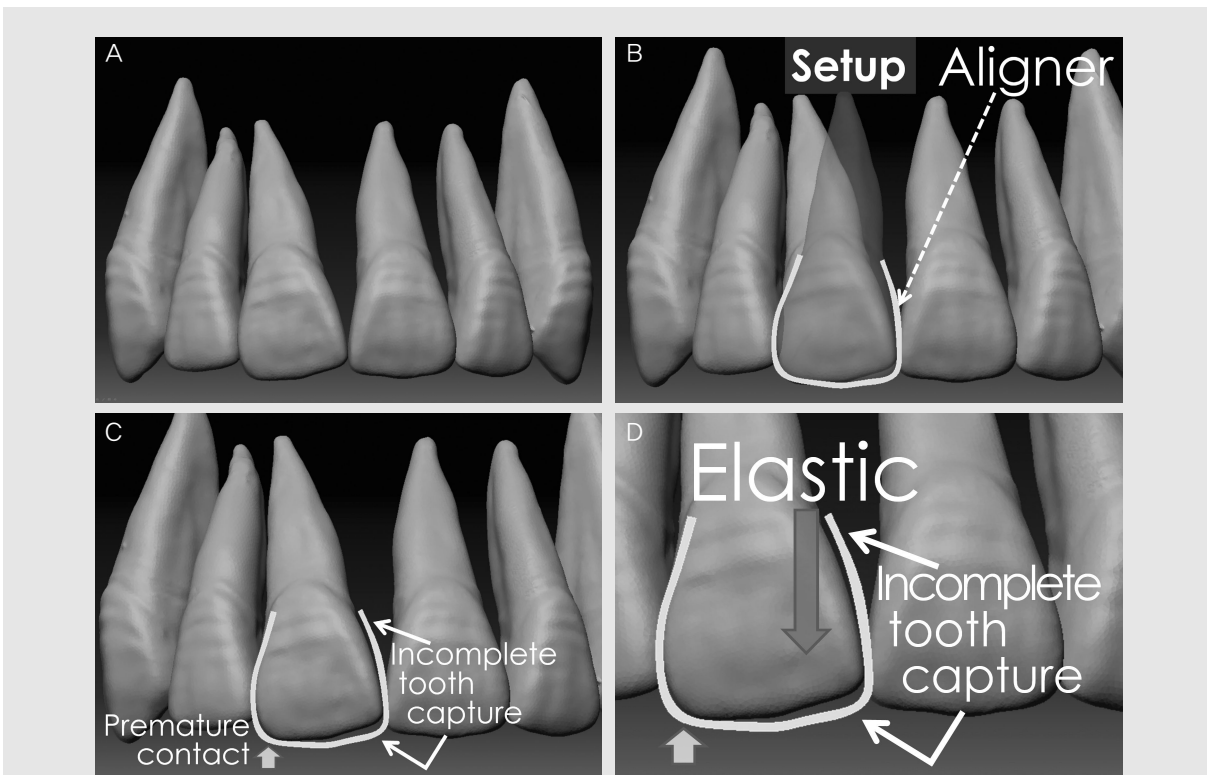 A
B
Setup
Aligner
C
Incomplete
tooth
capture
Premature
contact
D
Elastic
Incomplete
tooth
capture